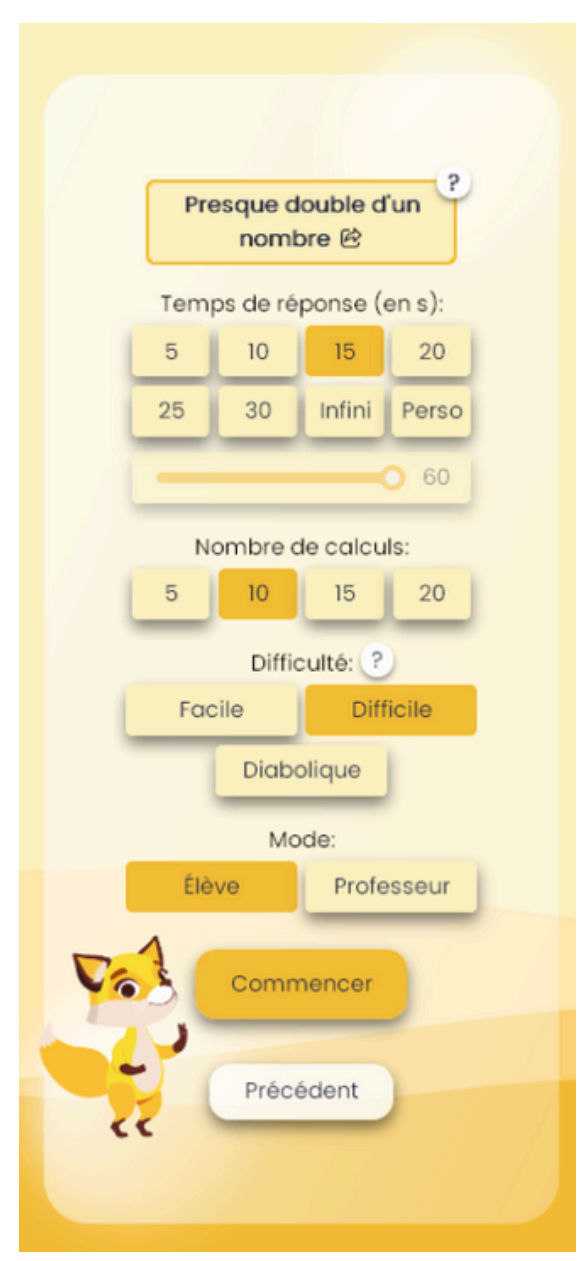 ?
Presque double d'un
nombre
Temps de réponse (en s):
5 10 15 20
25 30 Infini Perso
60
Nombre de calculs:
5 10 15 20
Difficulté: ?
Facile Difficile
Diabolique
Mode:
Élève Professeur
Commencer
Précédent